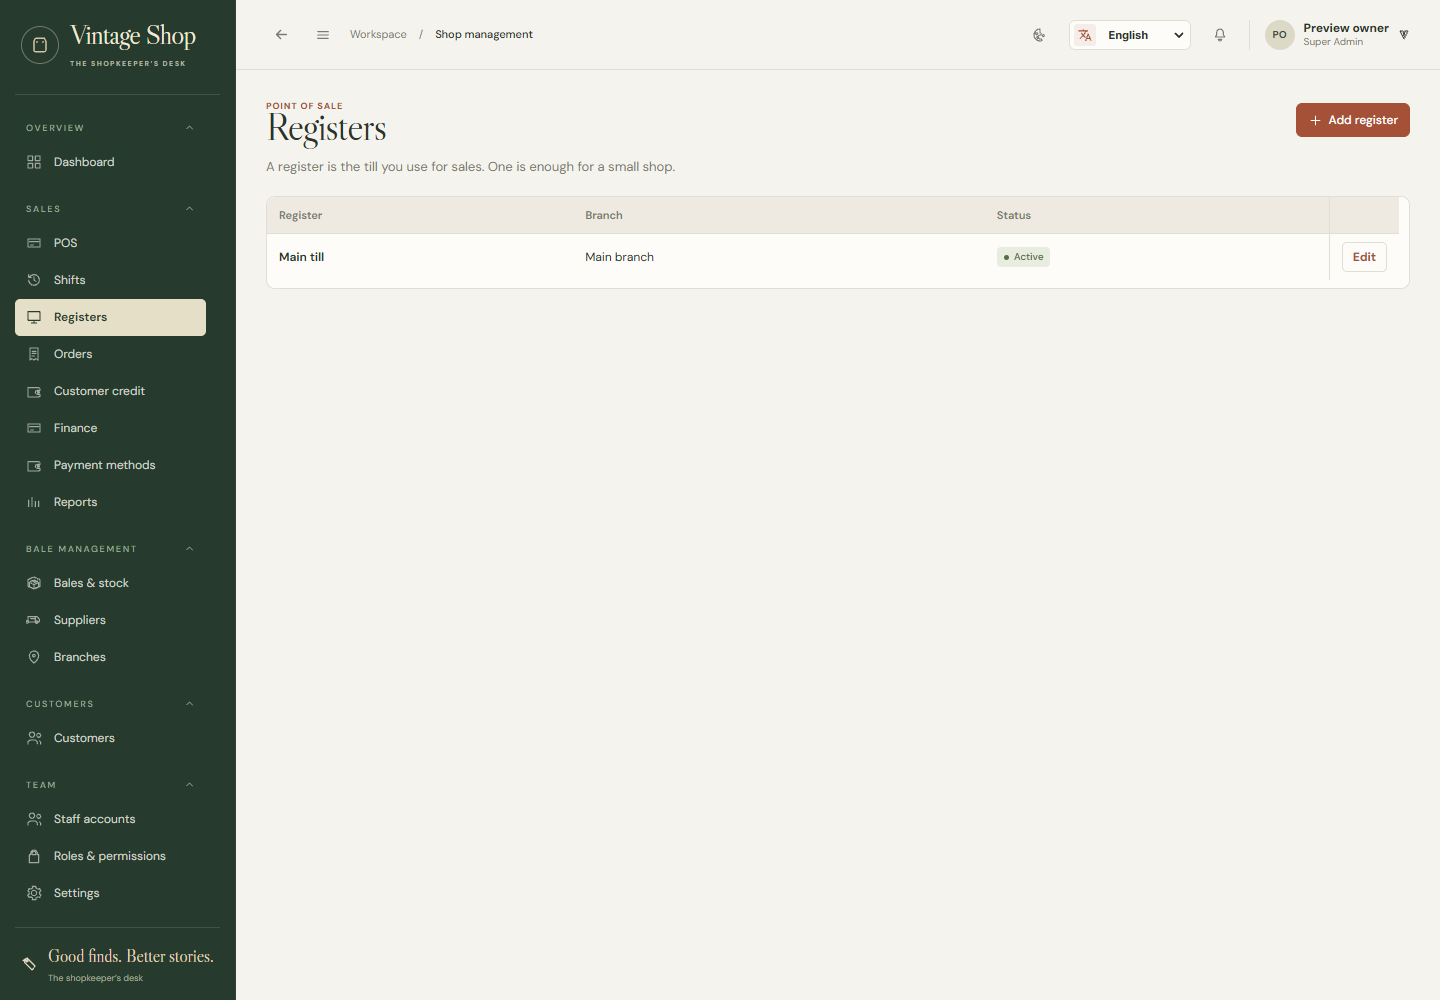 Vintage Shop
THE SHOPKEEPER'S DESK
OVERVIEW
Dashboard
SALES
POS
Shifts
Registers
Orders
Customer credit
Finance
Payment methods
Reports
BALE MANAGEMENT
Bales & stock
Suppliers
Branches
CUSTOMERS
Customers
TEAM
Staff accounts
Roles & permissions
Settings
Good finds. Better stories.
The shopkeeper's desk
Workspace / Shop management
English
PO
Preview owner
Super Admin
POINT OF SALE
Registers
A register is the till you use for sales. One is enough for a small shop.
Add register
Register Branch Status
Main till Main branch Active Edit